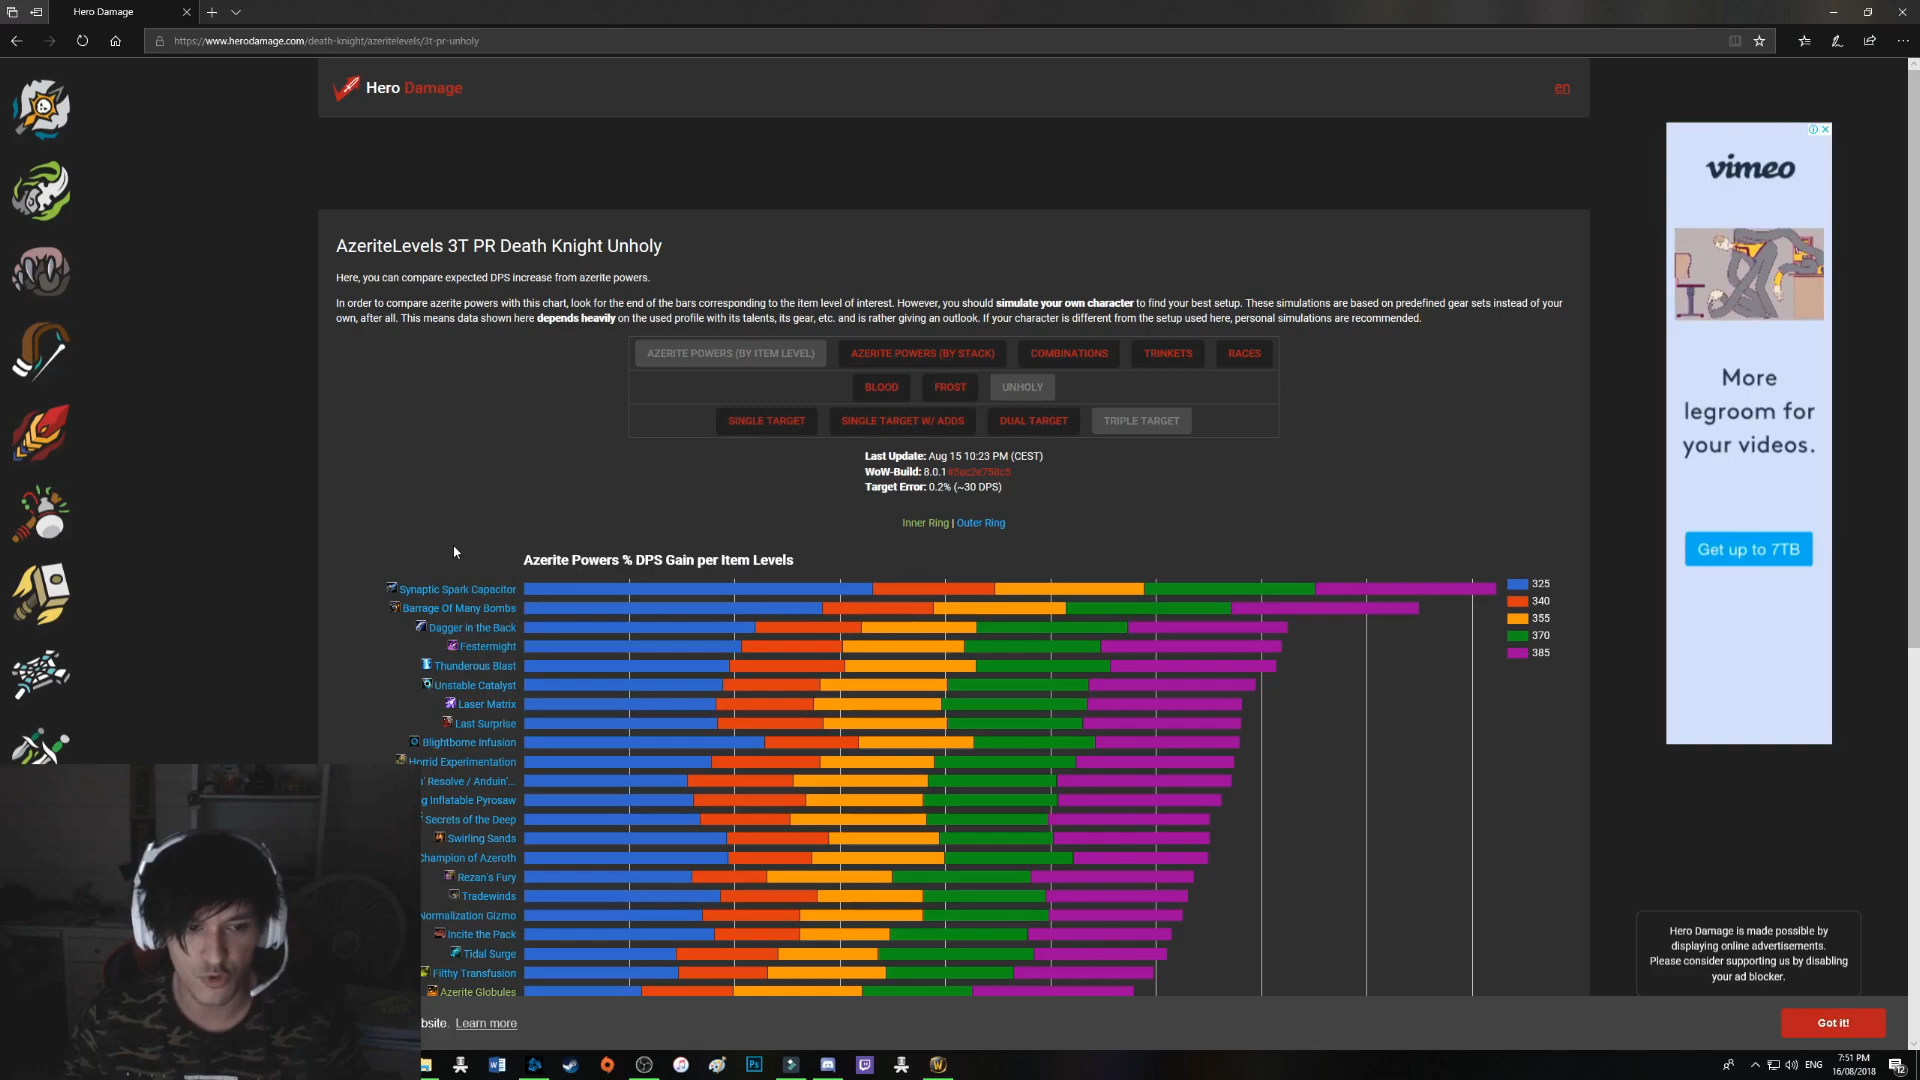 Hero Damage
https://www.herodamage.com/death-knight/azeritelevels/3t-pr-unholy
Hero Damage
en
AzeriteLevels 3T PR Death Knight Unholy
Here, you can compare expected DPS increase from azerite powers.
In order to compare azerite powers with this chart, look for the end of the bars corresponding to the item level of interest. However, you should simulate your own character to find your best setup. These simulations are based on predefined gear sets instead of your
own, after all. This means data shown here depends heavily on the used profile with its talents, its gear, etc. and is rather giving an outlook. If your character is different from the setup used here, personal simulations are recommended.
AZERITE POWERS (BY ITEM LEVEL) AZERITE POWERS (BY STACK) COMBINATIONS TRINKETS RACES
BLOOD FROST UNHOLY
SINGLE TARGET SINGLE TARGET W/ ADDS DUAL TARGET TRIPLE TARGET
Last Update: Aug 15 10:23 PM (CEST)
WoW-Build: 8.0.1
Target Error: 0.2% (~30 DPS)
Inner Ring | Outer Ring
Azerite Powers % DPS Gain per Item Levels
Synaptic Spark Capacitor
Barrage Of Many Bombs
Dagger in the Back
Festermight
Thunderous Blast
Unstable Catalyst
Laser Matrix
Last Surprise
Blightborne Infusion
Horrid Experimentation
' Resolve / Anduin'...
g Inflatable Pyrosaw
Secrets of the Deep
Swirling Sands
Champion of Azeroth
Rezan's Fury
Tradewinds
Normalization Gizmo
Incite the Pack
Tidal Surge
Filthy Transfusion
Azerite Globules
325
340
355
370
385
vimeo
More
legroom for
your videos.
Get up to 7TB
Hero Damage is made possible by
displaying online advertisements.
Please consider supporting us by disabling
your ad blocker.
bsite. Learn more
Got it!
ENG
7:51 PM
16/08/2018
12